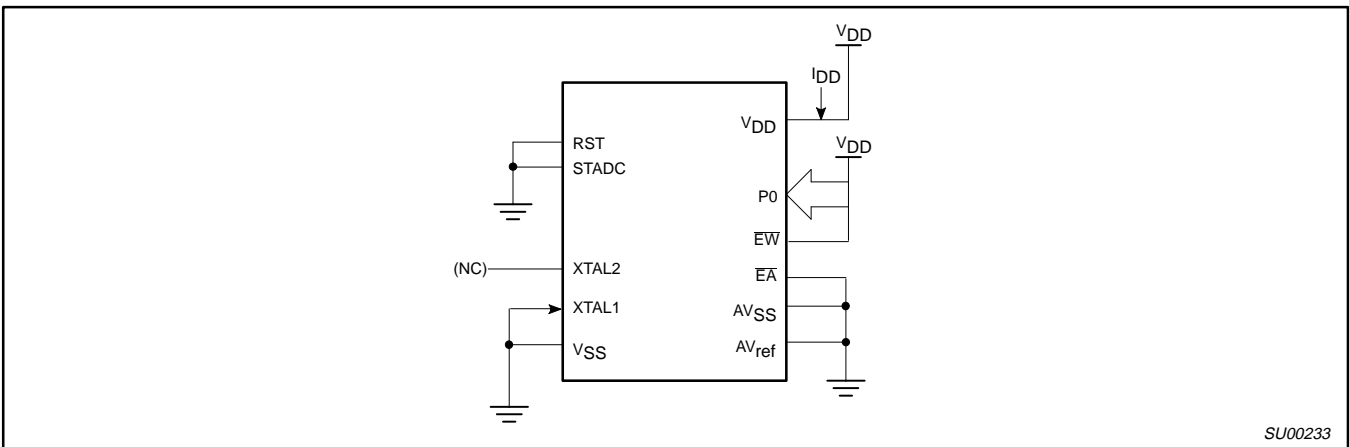 VDD
IDD
VDD
RST
STADC
VDD
P0
EW
(NC)
XTAL2
EA
XTAL1
AVSS
VSS
AVref
SU00233